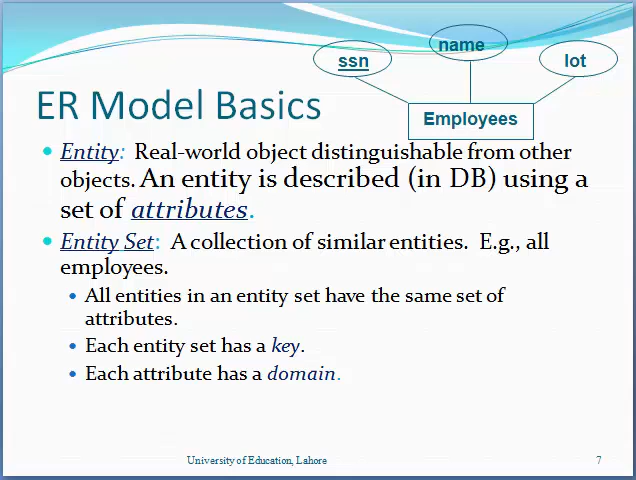 ssn
name
lot
Employees
ER Model Basics
Entity: Real-world object distinguishable from other
objects. An entity is described (in DB) using a
set of attributes.
Entity Set: A collection of similar entities. E.g., all
employees.
All entities in an entity set have the same set of
attributes.
Each entity set has a key.
Each attribute has a domain.
University of Education, Lahore
7